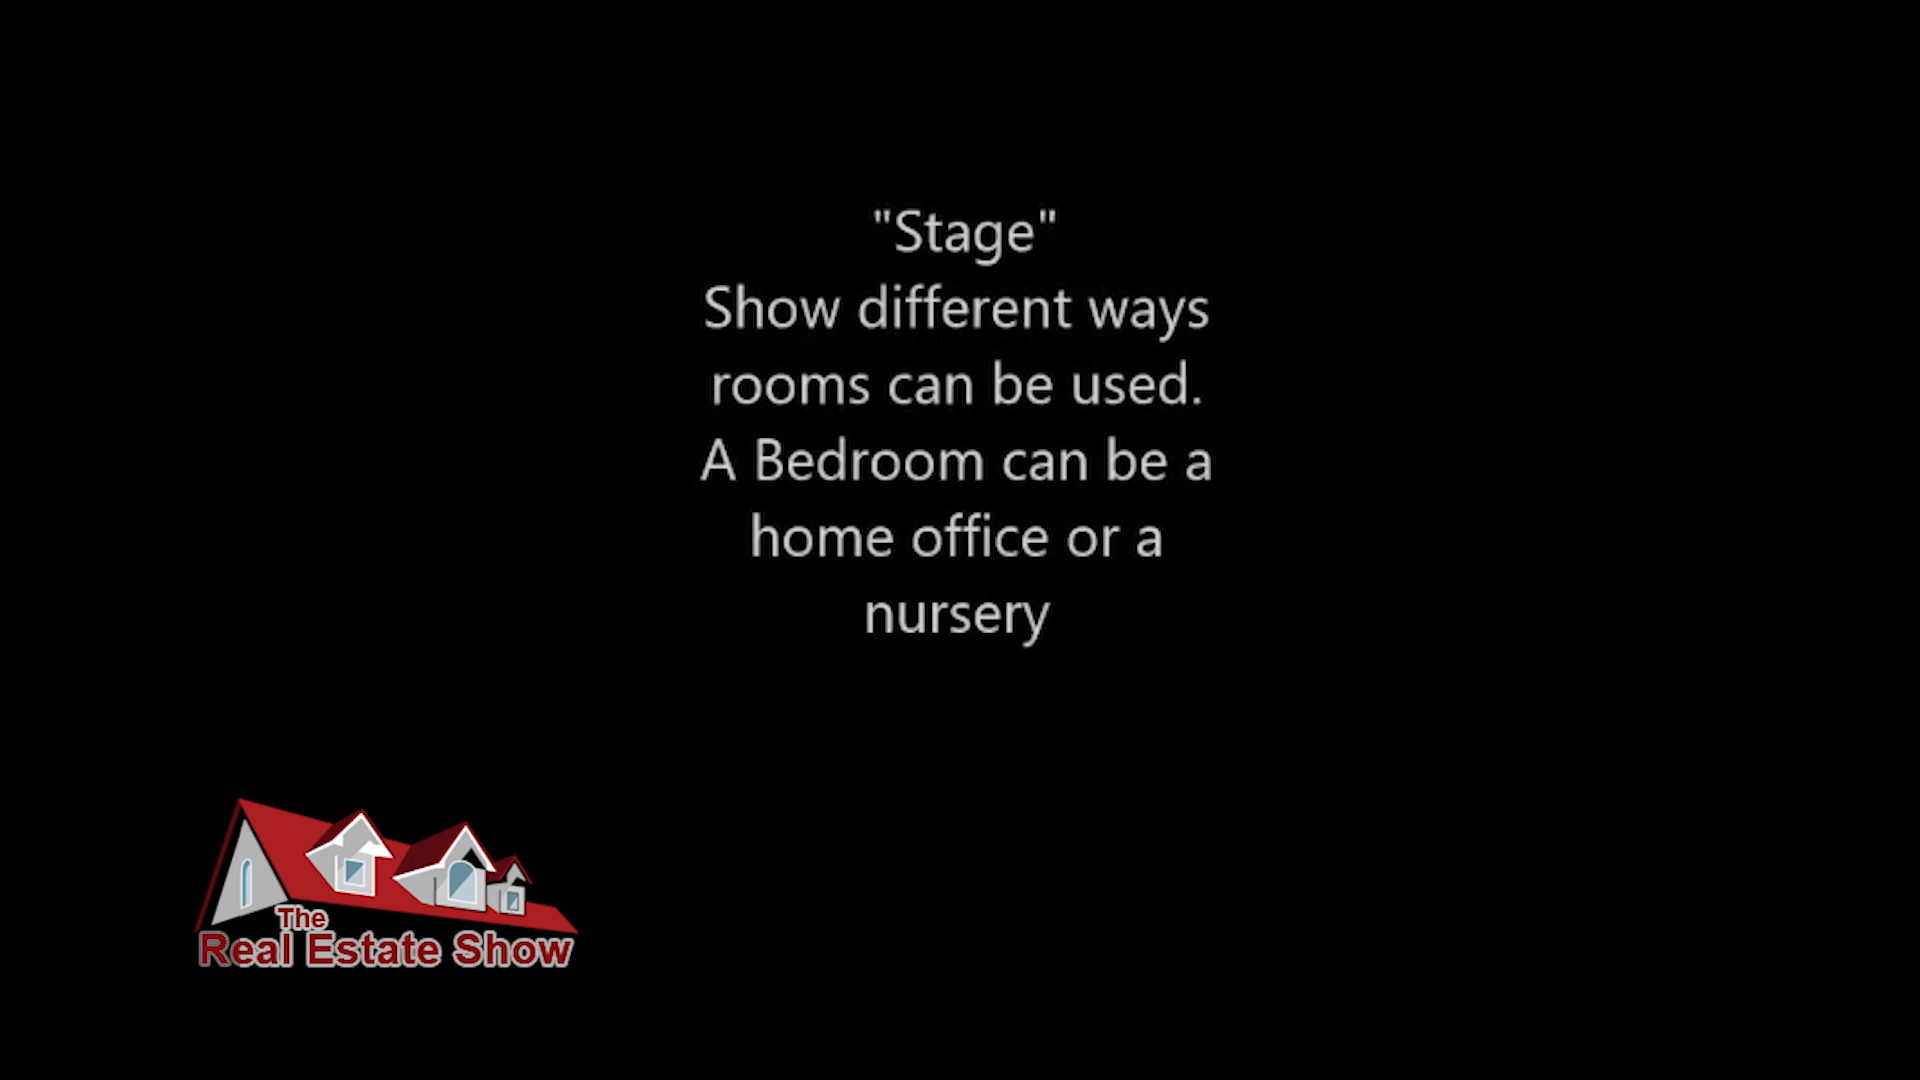 "Stage"
Show different ways
rooms can be used.
A Bedroom can be a
home office or a
nursery
The
Real Estate Show